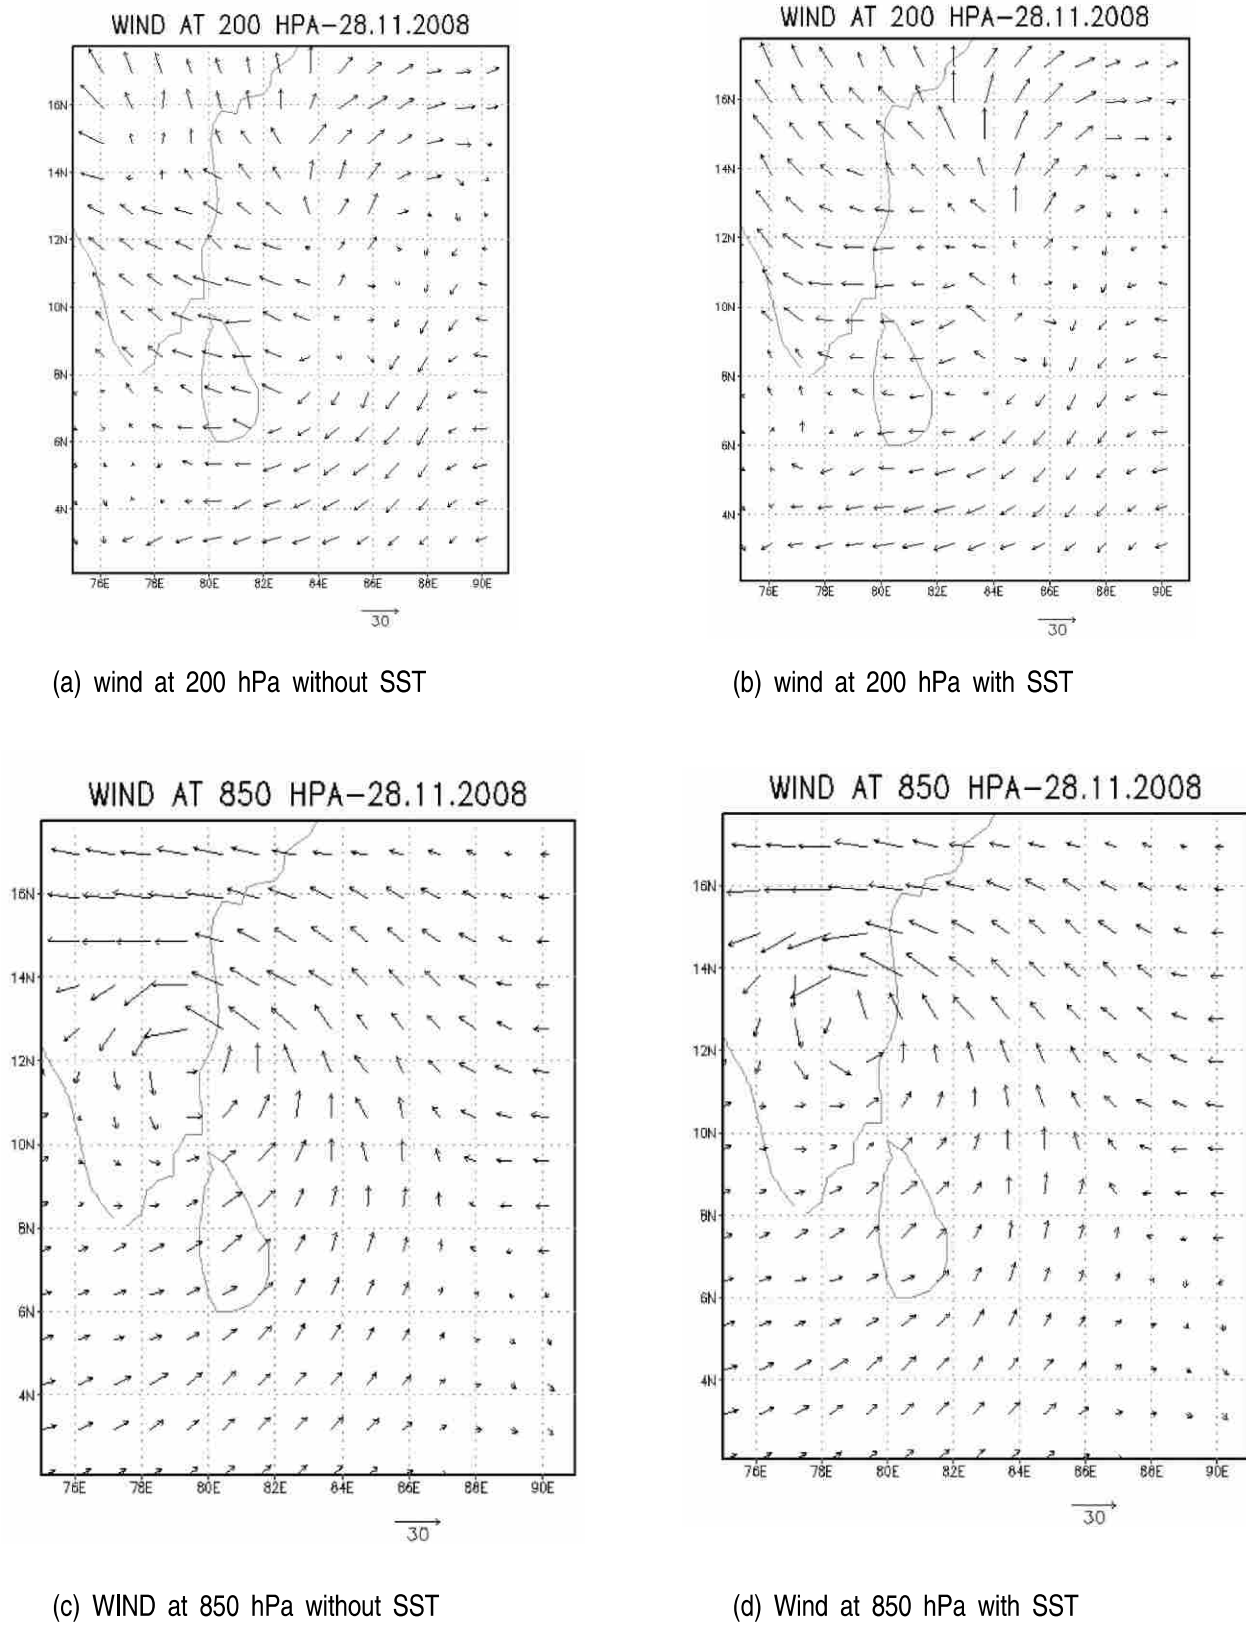 WIND AT 200 HPA-28.11.2008
16N
14N
12N
10N
8N
6N
4N
76E 78E 80E 82E 84E 86E 88E 90E
30
(a) wind at 200 hPa without SST
WIND AT 200 HPA-28.11.2008
16N
14N
12N
10N
8N
6N
4N
76E 78E 80E 82E 84E 86E 88E 90E
30
(b) wind at 200 hPa with SST
WIND AT 850 HPA-28.11.2008
16N
14N
12N
10N
8N
6N
4N
76E 78E 80E 82E 84E 86E 88E 90E
30
(c) WIND at 850 hPa without SST
WIND AT 850 HPA-28.11.2008
16N
14N
12N
10N
8N
6N
4N
76E 78E 80E 82E 84E 86E 88E 90E
30
(d) Wind at 850 hPa with SST